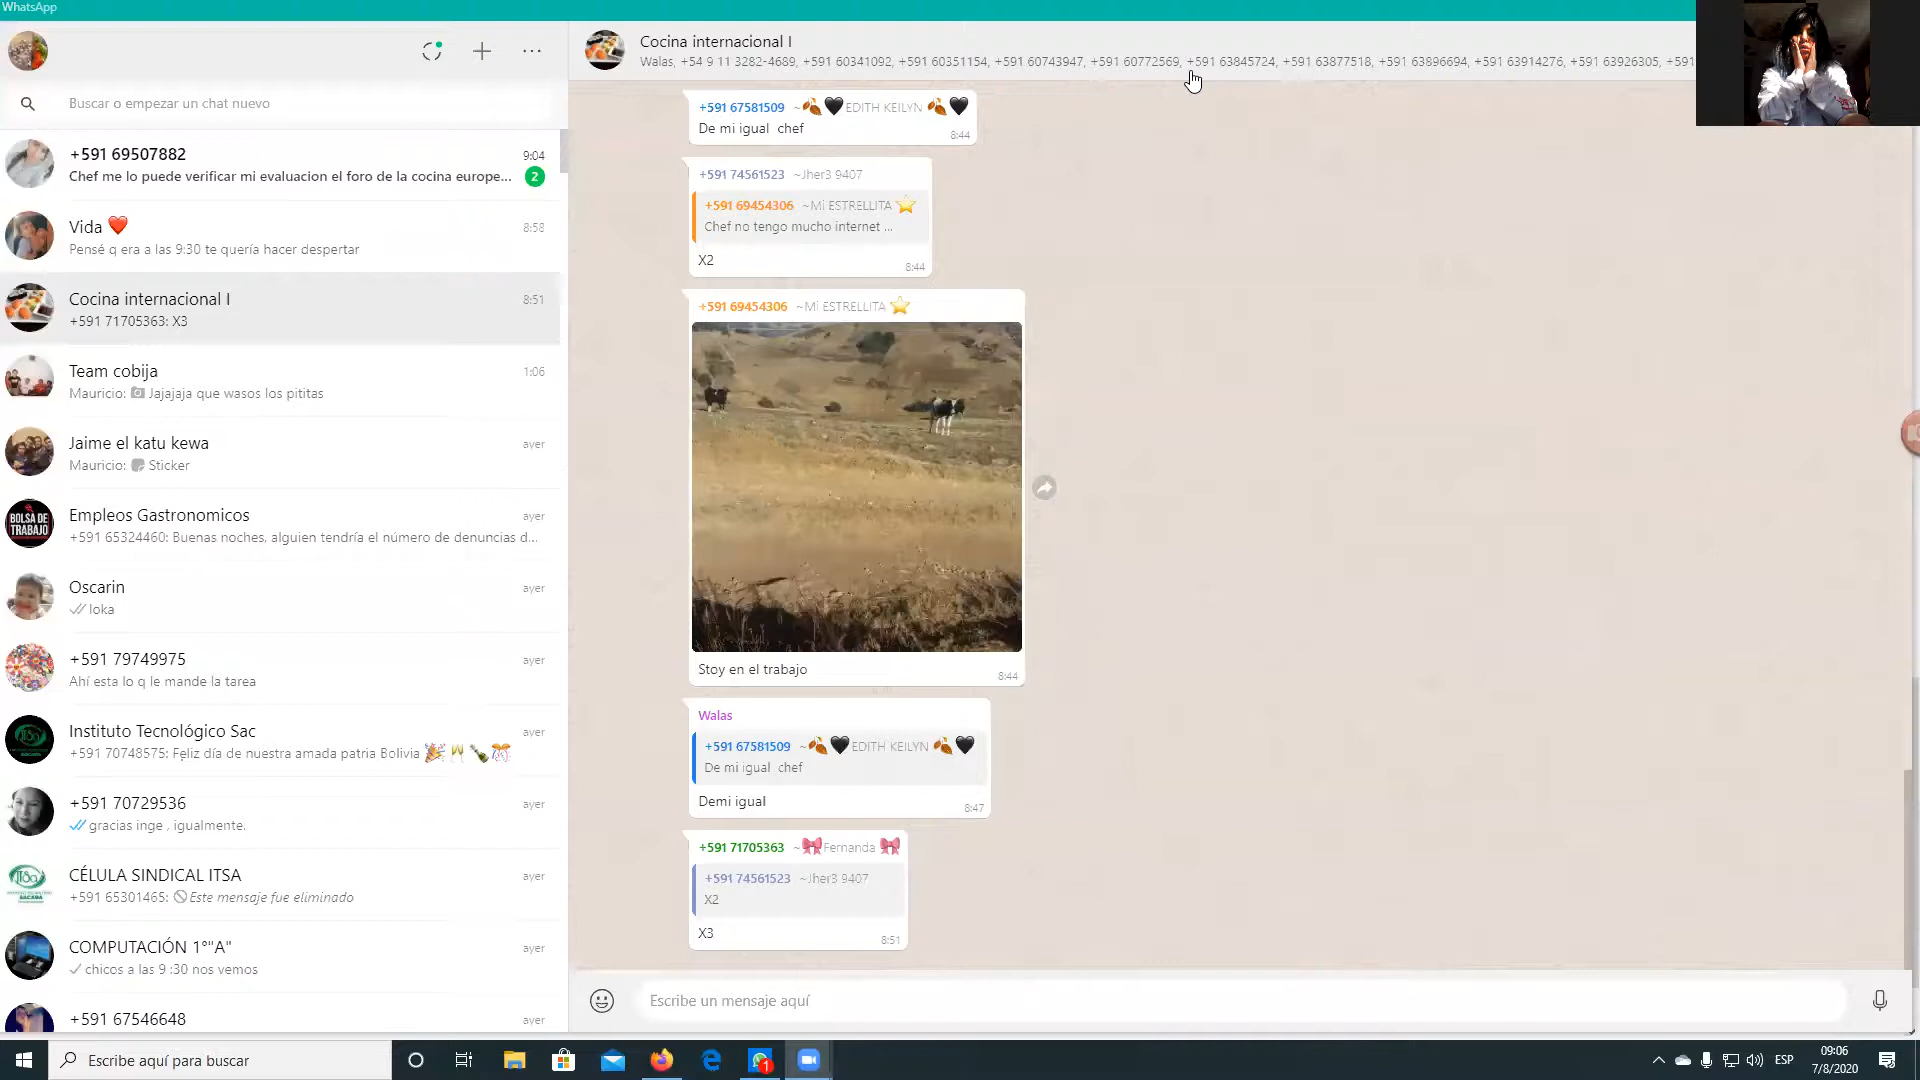 WhatsApp
Buscar o empezar un chat nuevo
+591 69507882
9:04
Chef me lo puede verificar mi evaluacion el foro de la cocina europe...
2
Vida ❤️
8:58
Pensé q era a las 9:30 te quería hacer despertar
Cocina internacional I
8:51
+591 71705363: X3
Team cobija
1:06
Mauricio: 📷 Jajajaja que wasos los pititas
Jaime el katu kewa
ayer
Mauricio: Sticker
BOLSA DE
TRABAJO
Empleos Gastronomicos
ayer
+591 65324460: Buenas noches, alguien tendría el número de denuncias d...
Oscarin
ayer
loka
+591 79749975
ayer
Ahí esta lo q le mande la tarea
Instituto Tecnológico Sac
ayer
+591 70748575: Feliz día de nuestra amada patria Bolivia 🎉🥂🍾🎊
+591 70729536
ayer
gracias inge , igualmente.
CÉLULA SINDICAL ITSA
ayer
+591 65301465: 🚫Este mensaje fue eliminado
COMPUTACIÓN 1°"A"
ayer
chicos a las 9 :30 nos vemos
+591 67546648
ayer
Cocina internacional I
Walas, +54 9 11 3282-4689, +591 60341092, +591 60351154, +591 60743947, +591 60772569, +591 63845724, +591 63877518, +591 63896694, +591 63914276, +591 63926305, +591
+591 67581509 ~🍂🖤EDITH KEILYN 🍂🖤
De mi igual chef
8:44
+591 74561523 ~Jher3 9407
+591 69454306 ~Mi ESTRELLITA ⭐
Chef no tengo mucho internet ...
X2
8:44
+591 69454306 ~Mi ESTRELLITA ⭐
Stoy en el trabajo
8:44
Walas
+591 67581509 ~🍂🖤EDITH KEILYN 🍂🖤
De mi igual chef
Demi igual
8:47
+591 71705363 ~🎀Fernanda 🎀
+591 74561523 ~Jher3 9407
X2
X3
8:51
Escribe un mensaje aquí
Escribe aquí para buscar
1
ESP
09:06
7/8/2020